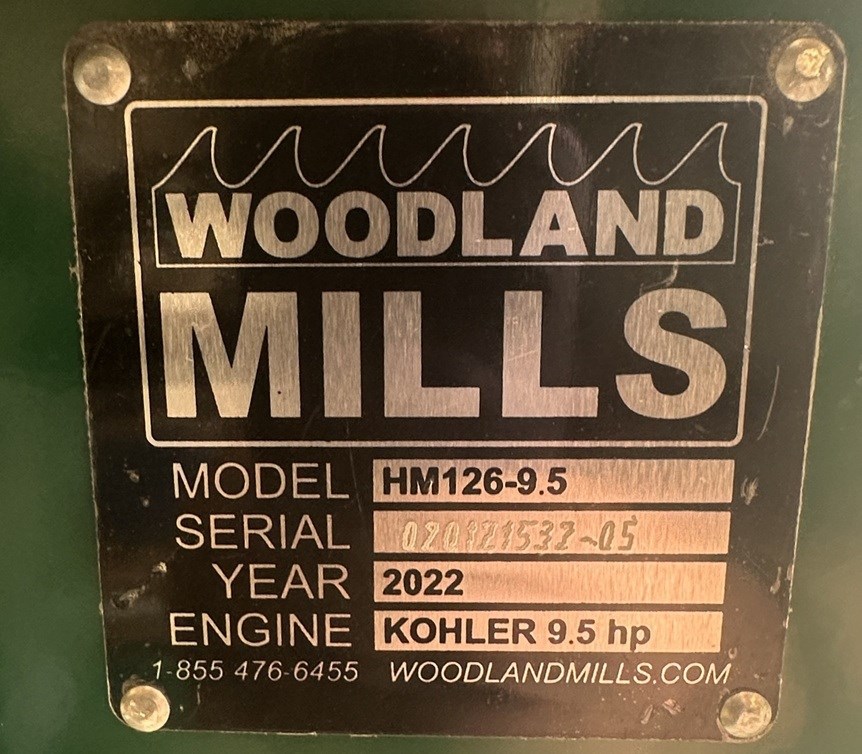 WOODLAND
MILLS
MODEL HM126-9.5
SERIAL
YEAR 2022
ENGINE KOHLER 9.5 hp
1-855 476-6455 WOODLANDMILLS.COM